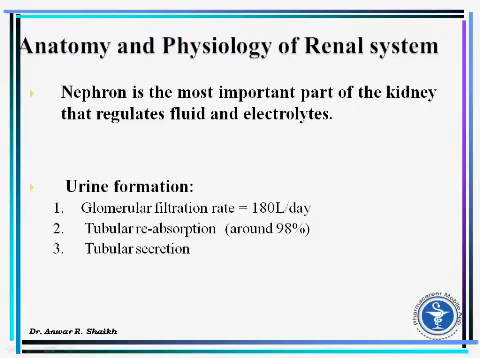 Anatomy and Physiology of Renal system
Nephron is the most important part of the kidney
that regulates fluid and electrolytes.
Urine formation:
1. Glomerular filtration rate = 180L/day
2. Tubular re-absorption (around 98%)
3. Tubular secretion
Dr. Anwar R. Shaikh